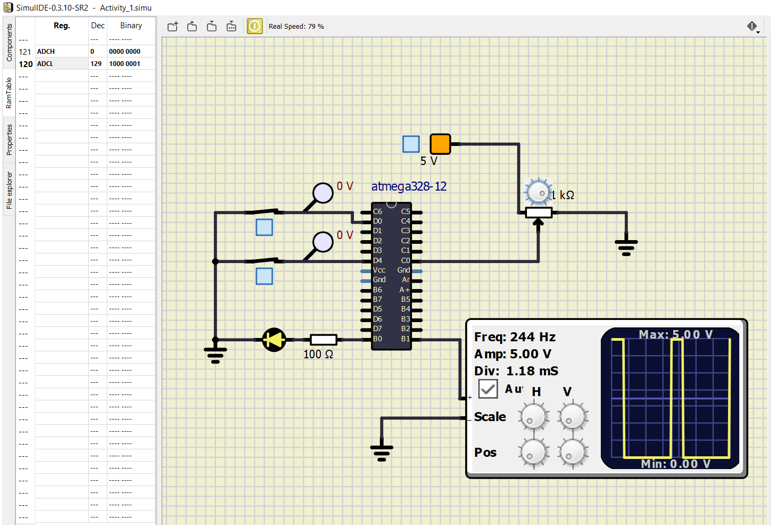 SimulIDE-0.3.10-SR2 - Activity_1.simu
Components
RamTable
Properties
File explorer
Reg. Dec Binary
--- --- ---- ----
121 ADCH 0 0000 0000
120 ADCL 129 1000 0001
Real Speed: 79 %
5 V
1 kΩ
0 V
0 V
atmega328-12
C6 C5
D0 C4
D1 C3
D2 C2
D3 C1
D4 C0
Vcc Gnd
Gnd Ar
B6 A+
B7 B5
D5 B4
D6 B3
D7 B2
B0 B1
100 Ω
Freq: 244 Hz
Amp: 5.00 V
Div: 1.18 mS
H V
Scale
Pos
+
-
Max: 5.00 V
Min: 0.00 V